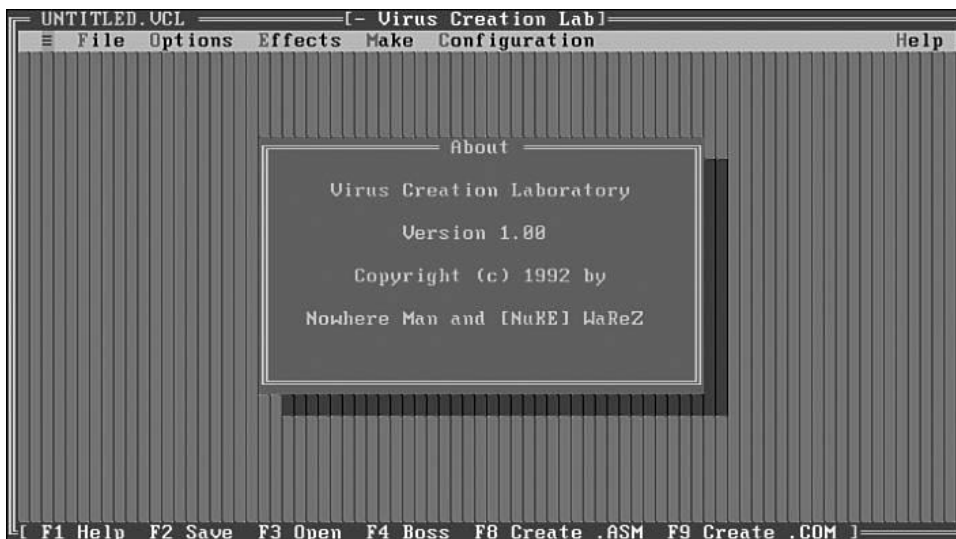 UNTITLED.VCL [- Virus Creation Lab]
≡ File Options Effects Make Configuration Help
About
Virus Creation Laboratory
Version 1.00
Copyright (c) 1992 by
Nowhere Man and [NuKE] WaReZ
[ F1 Help F2 Save F3 Open F4 Boss F8 Create .ASM F9 Create .COM ]